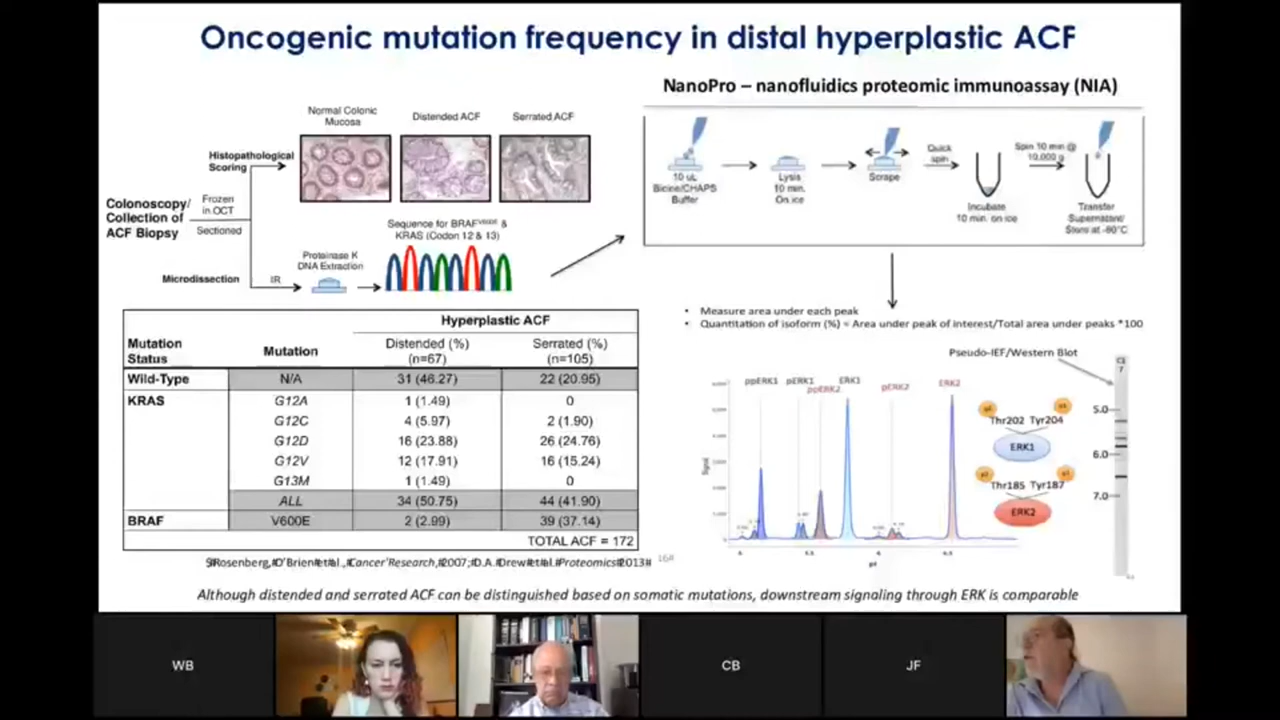 Oncogenic mutation frequency in distal hyperplastic ACF
NanoPro – nanofluidics proteomic immunoassay (NIA)
Normal Colonic
Mucosa
Distended ACF
Serrated ACF
Histopathological
Scoring
Colonoscopy/
Collection of
ACF Biopsy
Frozen
in OCT
Sectioned
Microdissection
IR
Proteinase K
DNA Extraction
Sequence for BRAF V600E &
KRAS (Codon 12 & 13)
10 uL
Bicine/CHAPS
Buffer
Lysis
10 min.
On ice
Scrape
Quick
spin
Incubate
10 min. on ice
Spin 10 min @
10,000 g
Transfer
Supernatant/
Store at -80°C
Hyperplastic ACF
Mutation
Status
Mutation
Distended (%)
(n=67)
Serrated (%)
(n=105)
Wild-Type N/A 31 (46.27) 22 (20.95)
KRAS G12A 1 (1.49) 0
G12C 4 (5.97) 2 (1.90)
G12D 16 (23.88) 26 (24.76)
G12V 12 (17.91) 16 (15.24)
G13M 1 (1.49) 0
ALL 34 (50.75) 44 (41.90)
BRAF V600E 2 (2.99) 39 (37.14)
TOTAL ACF = 172
• Measure area under each peak
• Quantitation of isoform (%) = Area under peak of interest/Total area under peaks *100
Pseudo-IEF/Western Blot
ppERK1 pERK1 ERK1 pERK2 ERK2
ppERK2
Signal
pI
Thr202 Tyr204
ERK1
Thr185 Tyr187
ERK2
5.0
6.0
7.0
Although distended and serrated ACF can be distinguished based on somatic mutations, downstream signaling through ERK is comparable
WB
CB
JF